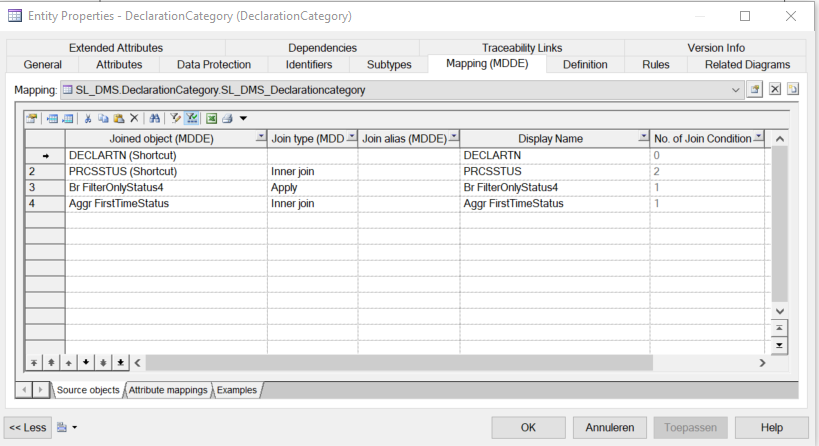 Entity Properties - DeclarationCategory (DeclarationCategory)
Extended Attributes Dependencies Traceability Links Version Info
General Attributes Data Protection Identifiers Subtypes Mapping (MDDE) Definition Rules Related Diagrams
Mapping: SL_DMS.DeclarationCategory.SL_DMS_Declarationcategory
Joined object (MDDE) Join type (MDD Join alias (MDDE) Display Name No. of Join Condition
DECLARTN (Shortcut) DECLARTN 0
2 PRCSSTUS (Shortcut) Inner join PRCSSTUS 2
3 Br FilterOnlyStatus4 Apply Br FilterOnlyStatus4 1
4 Aggr FirstTimeStatus Inner join Aggr FirstTimeStatus 1
Source objects Attribute mappings Examples
<< Less OK Annuleren Toepassen Help